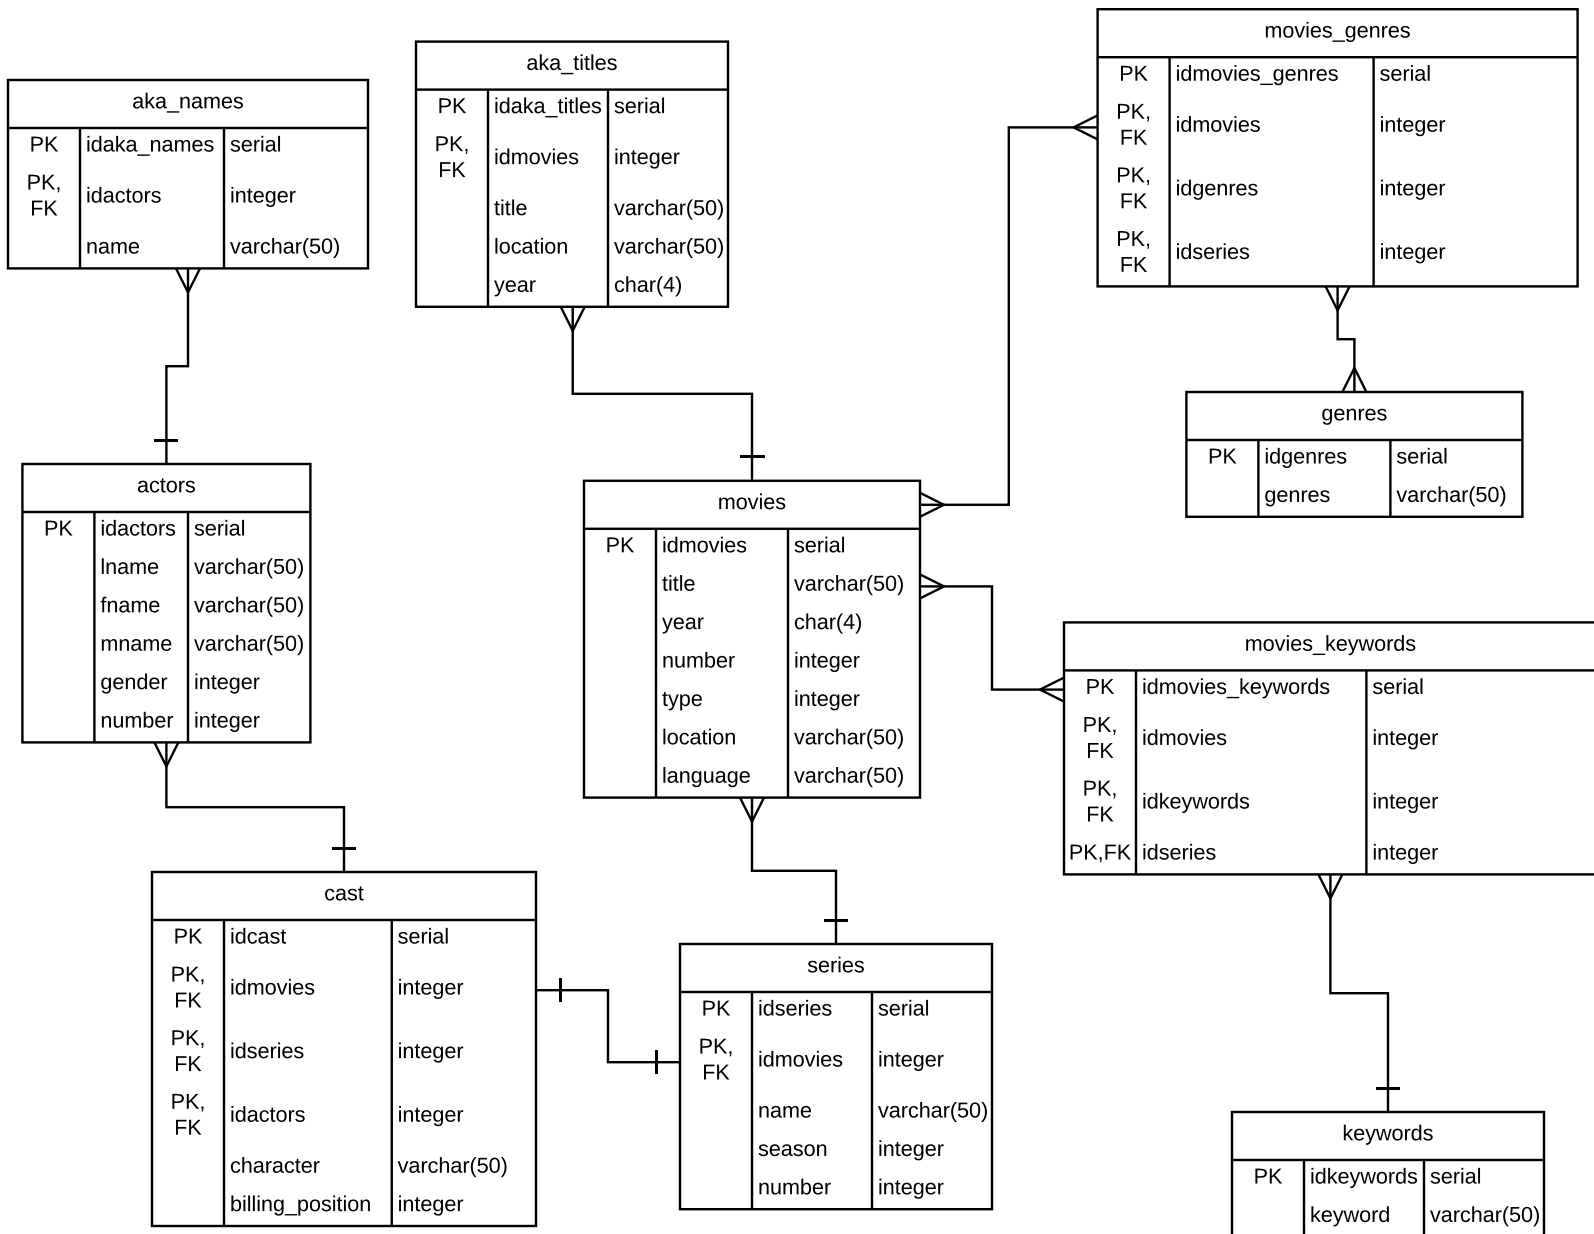 aka_names
PK idaka_names serial
PK,
FK idactors integer
name varchar(50)
aka_titles
PK idaka_titles serial
PK,
FK idmovies integer
title varchar(50)
location varchar(50)
year char(4)
movies_genres
PK idmovies_genres serial
PK,
FK idmovies integer
PK,
FK idgenres integer
PK,
FK idseries integer
genres
PK idgenres serial
genres varchar(50)
actors
PK idactors serial
lname varchar(50)
fname varchar(50)
mname varchar(50)
gender integer
number integer
movies
PK idmovies serial
title varchar(50)
year char(4)
number integer
type integer
location varchar(50)
language varchar(50)
movies_keywords
PK idmovies_keywords serial
PK,
FK idmovies integer
PK,
FK idkeywords integer
PK,FK idseries integer
cast
PK idcast serial
PK,
FK idmovies integer
PK,
FK idseries integer
PK,
FK idactors integer
character varchar(50)
billing_position integer
series
PK idseries serial
PK,
FK idmovies integer
name varchar(50)
season integer
number integer
keywords
PK idkeywords serial
keyword varchar(50)